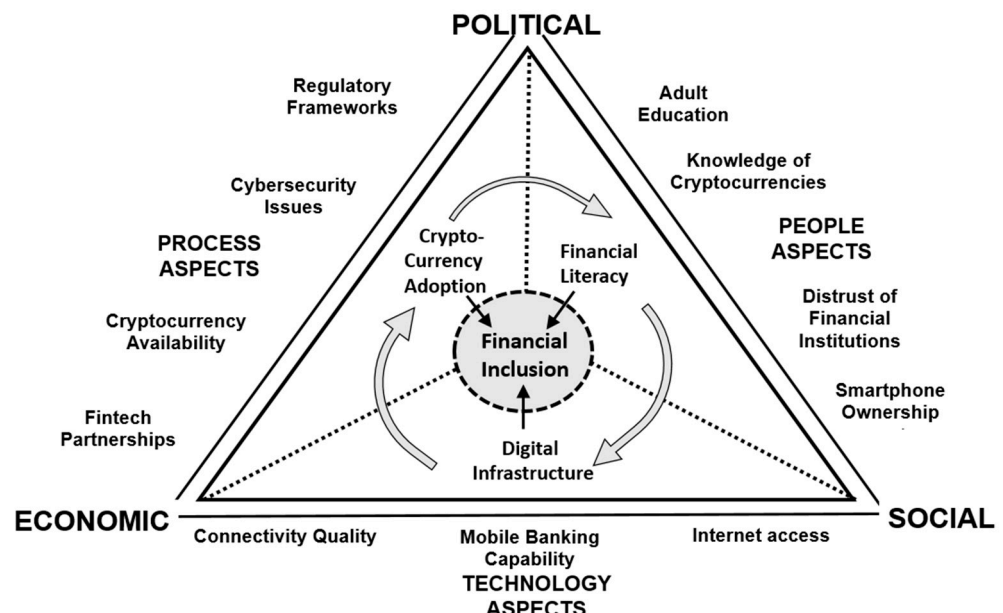 POLITICAL
Regulatory
Frameworks
Adult
Education
Cybersecurity
Issues
Knowledge of
Cryptocurrencies
PROCESS
ASPECTS
PEOPLE
ASPECTS
Crypto-
Currency
Adoption
Financial
Literacy
Cryptocurrency
Availability
Distrust of
Financial
Institutions
Financial
Inclusion
Fintech
Partnerships
Smartphone
Ownership
Digital
Infrastructure
ECONOMIC
SOCIAL
Connectivity Quality
Mobile Banking
Capability
Internet access
TECHNOLOGY
ASPECTS